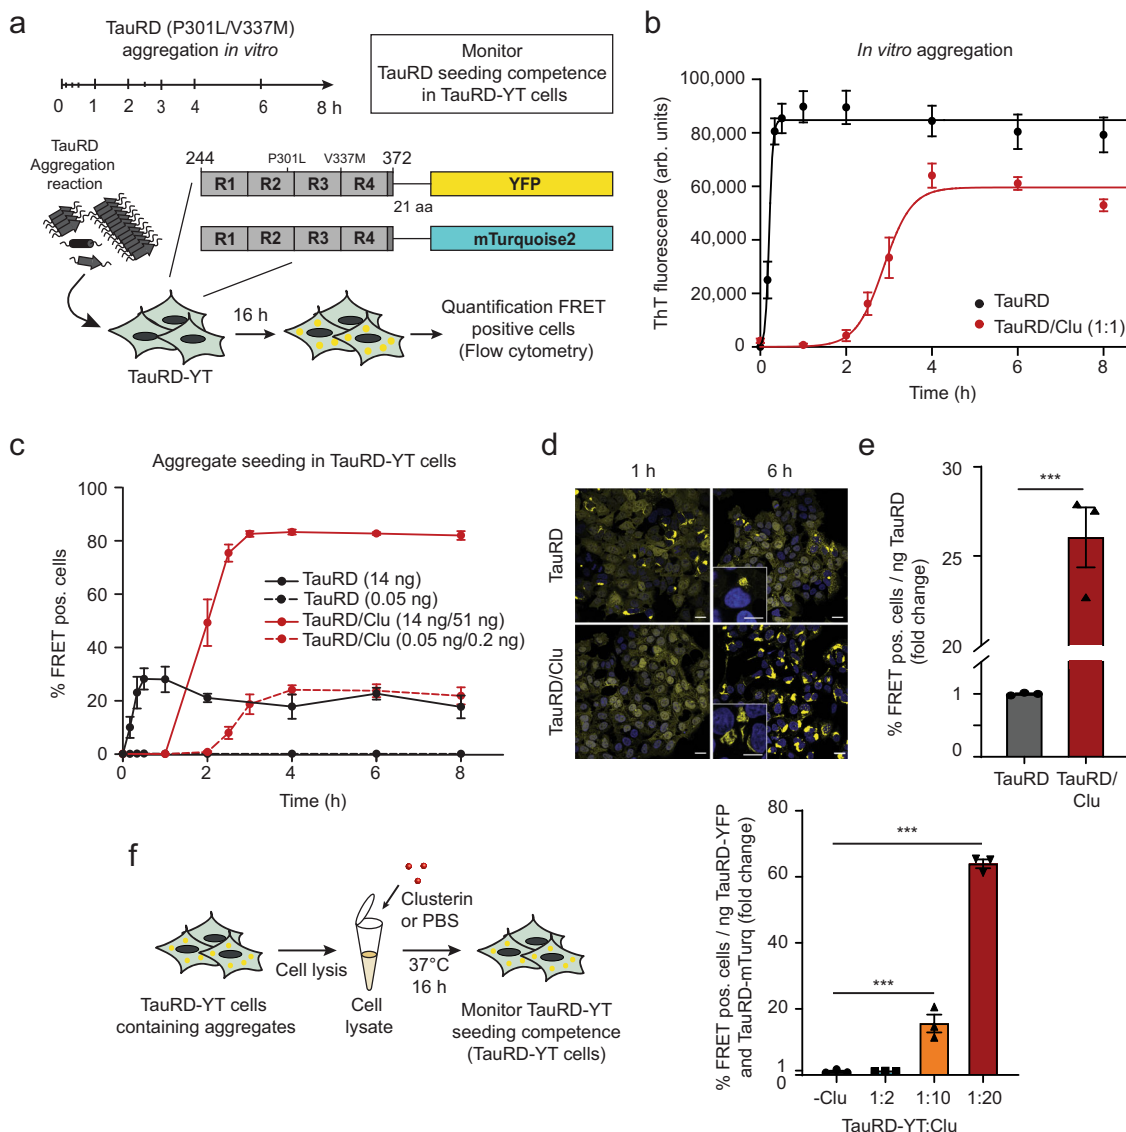 a
TauRD (P301L/V337M)
aggregation in vitro
0 1 2 3 4 6 8 h
Monitor
TauRD seeding competence
in TauRD-YT cells
TauRD
Aggregation
reaction
244 P301L V337M 372
R1 R2 R3 R4 YFP
21 aa
R1 R2 R3 R4 mTurquoise2
16 h
TauRD-YT
Quantification FRET
positive cells
(Flow cytometry)
b
In vitro aggregation
ThT fluorescence (arb. units)
100,000
80,000
60,000
40,000
20,000
0
0 2 4 6 8
Time (h)
TauRD
TauRD/Clu (1:1)
c
Aggregate seeding in TauRD-YT cells
% FRET pos. cells
100
80
60
40
20
0
0 2 4 6 8
Time (h)
TauRD (14 ng)
TauRD (0.05 ng)
TauRD/Clu (14 ng/51 ng)
TauRD/Clu (0.05 ng/0.2 ng)
d
1 h 6 h
TauRD
TauRD/Clu
e
% FRET pos. cells / ng TauRD
(fold change)
30
25
20
1
0
***
TauRD TauRD/
Clu
f
TauRD-YT cells
containing aggregates
Cell lysis
Clusterin
or PBS
Cell
lysate
37°C
16 h
Monitor TauRD-YT
seeding competence
(TauRD-YT cells)
% FRET pos. cells / ng TauRD-YFP
and TauRD-mTurq (fold change)
80
60
40
20
1
0
***
***
-Clu 1:2 1:10 1:20
TauRD-YT:Clu